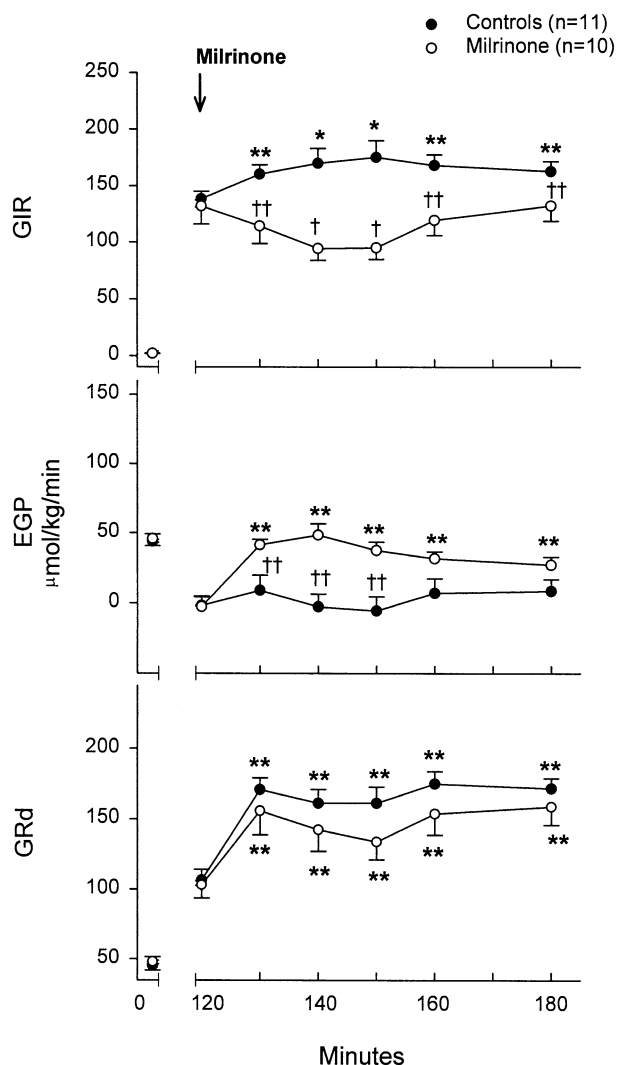 ● Controls (n=11)
○ Milrinone (n=10)
Milrinone
250
200
150
100
50
0
GIR
** * * ** **
†† † † †† ††
150
100
50
0
EGP
μmol/kg/min
** ** ** ** **
†† †† ††
200
150
100
50
GRd
** ** ** ** **
** ** ** ** **
0 120 140 160 180
Minutes